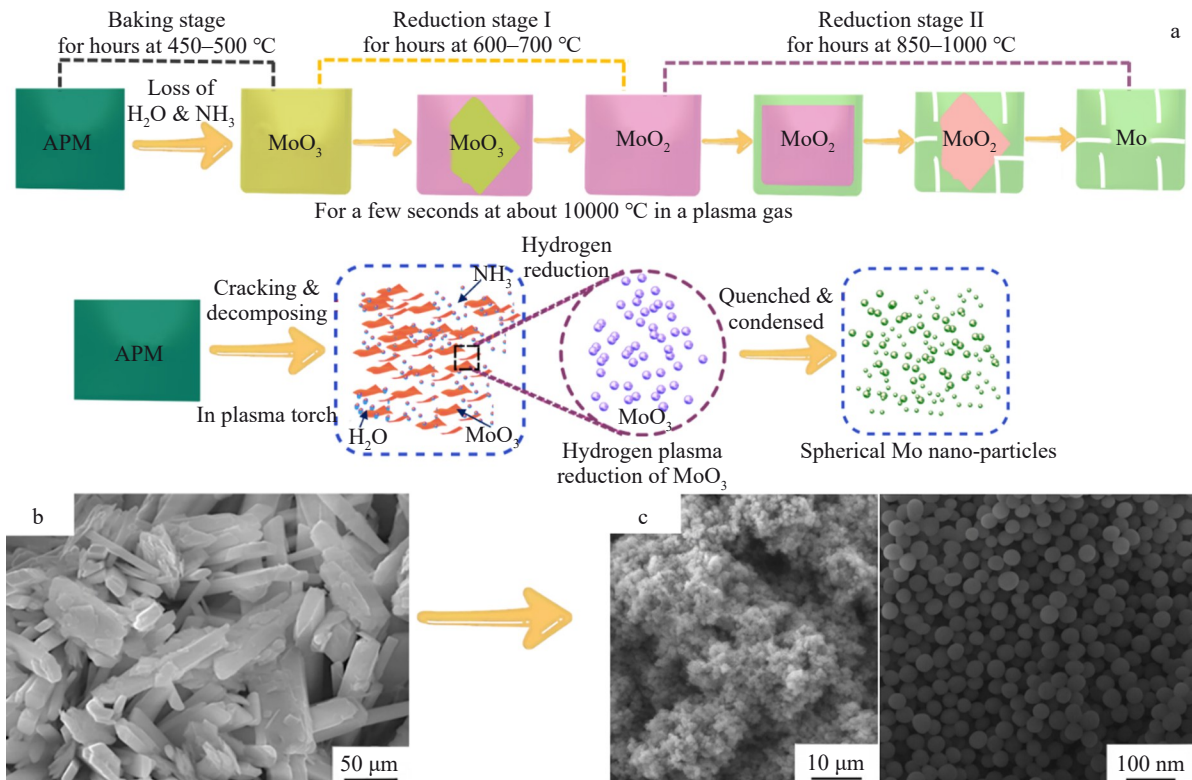 Baking stage
for hours at 450–500 ℃
Reduction stage I
for hours at 600–700 ℃
Reduction stage II
for hours at 850–1000 ℃
a
Loss of
H₂O & NH₃
APM
MoO₃
MoO₃
MoO₂
MoO₂
MoO₂
Mo
For a few seconds at about 10000 ℃ in a plasma gas
APM
Cracking &
decomposing
In plasma torch
NH₃
H₂O
MoO₃
Hydrogen
reduction
MoO₃
Hydrogen plasma
reduction of MoO₃
Quenched &
condensed
Spherical Mo nano-particles
b
50 μm
c
10 μm
100 nm